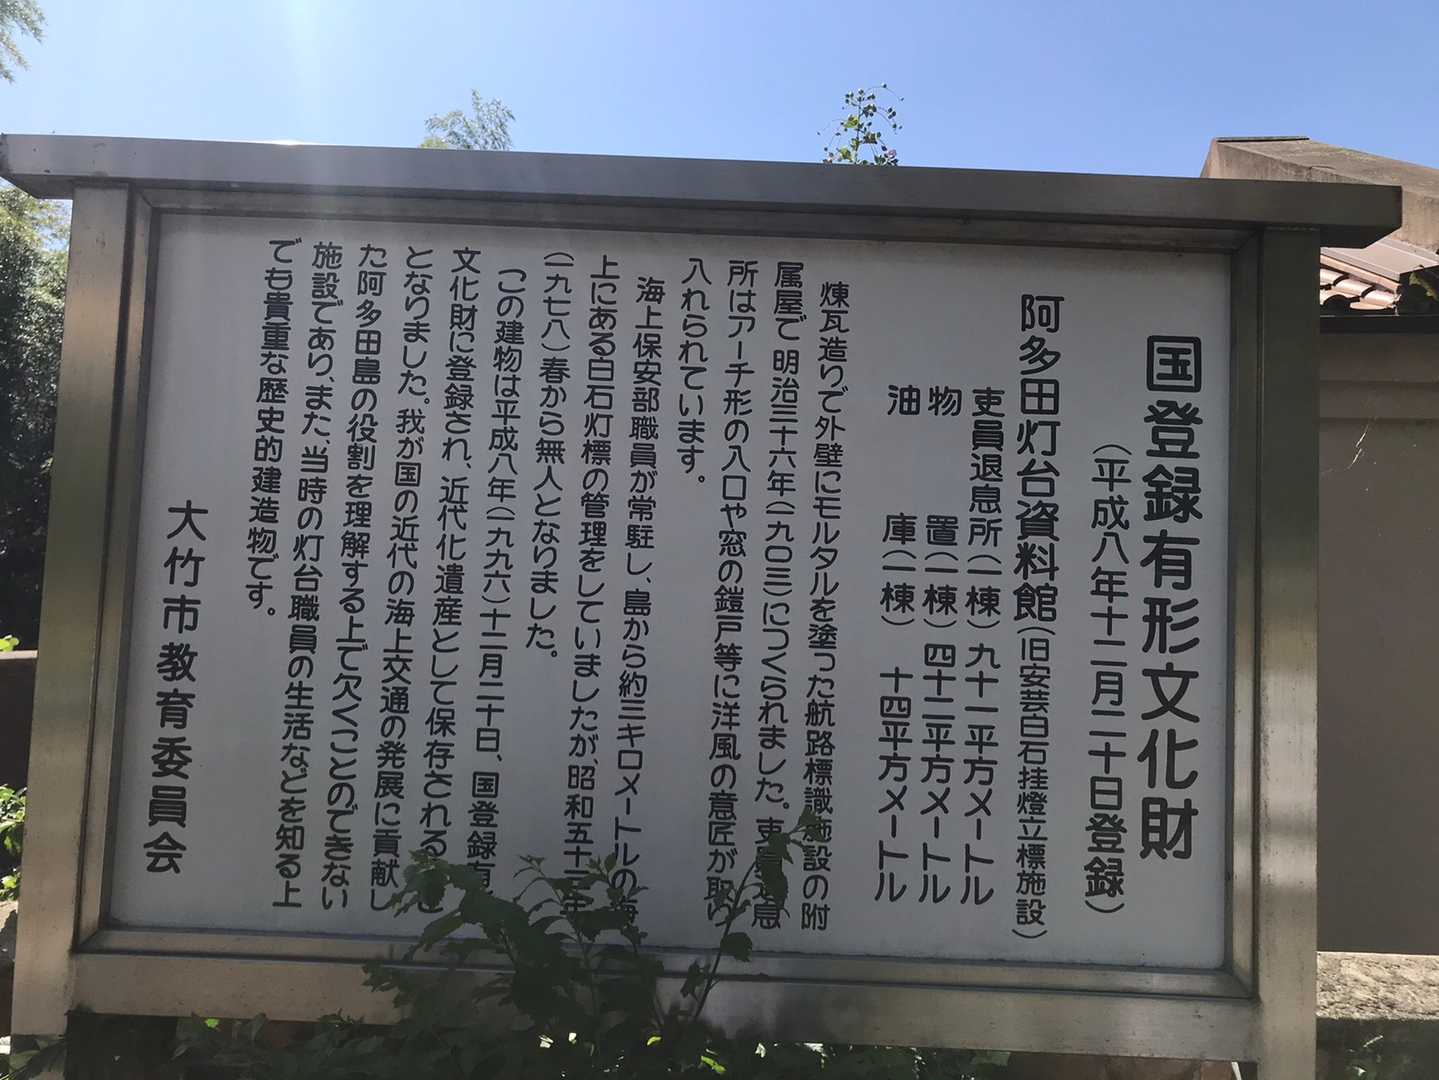 国登録有形文化財
（平成八年十二月二十日登録）
阿多田灯台資料館（旧安芸白石挂燈立標施設）
吏員退息所（一棟）九十一平方メートル
物置（一棟）四十二平方メートル
油庫（一棟）十四平方メートル
煉瓦造りで外壁にモルタルを塗った航路標識施設の附
属屋で明治三十六年（一九〇三）につくられました。吏員退息
所はアーチ形の入口や窓の鎧戸等に洋風の意匠が取り
入れられています。
海上保安部職員が常駐し、島から約三キロメートルの海
上にある白石灯標の管理をしていましたが、昭和五十三年
（一九七八）春から無人となりました。
この建物は平成八年（一九九六）十二月二十日、国登録有
文化財に登録され、近代化遺産として保存される
となりました。我が国の近代の海上交通の発展に貢献し
た阿多田島の役割を理解する上で欠くことのできない
施設であり、また、当時の灯台職員の生活などを知る上
でも貴重な歴史的建造物です。
大竹市教育委員会